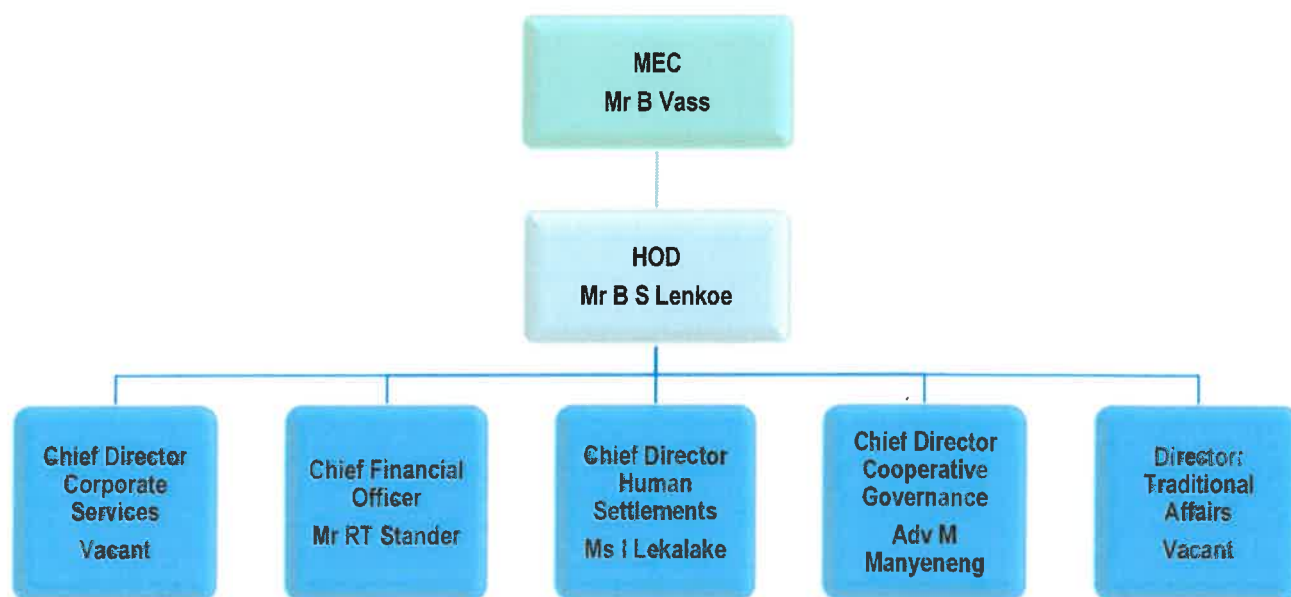 MEC
Mr B Vass
HOD
Mr B S Lenkoe
Chief Director
Corporate
Services
Vacant
Chief Financial
Officer
Mr RT Stander
Chief Director
Human
Settlements
Ms I Lekalake
Chief Director
Cooperative
Governance
Adv M
Manyeneng
Director:
Traditional
Affairs
Vacant